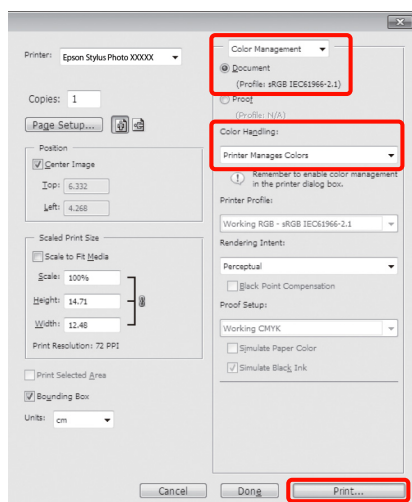 Printer: Epson Stylus Photo XXXXX
Copies: 1
Page Setup...
Position
Center Image
Top: 6.332
Left: 4.268
Scaled Print Size
Scale to Fit Media
Scale: 100%
Height: 14.71
Width: 12.48
Print Resolution: 72 PPI
Print Selected Area
Bounding Box
Units: cm
Color Management
Document
(Profile: sRGB IEC61966-2.1)
Proof
(Profile: N/A)
Color Handling:
Printer Manages Colors
Remember to enable color management
in the printer dialog box.
Printer Profile:
Working RGB - sRGB IEC61966-2.1
Rendering Intent:
Perceptual
Black Point Compensation
Proof Setup:
Working CMYK
Simulate Paper Color
Simulate Black Ink
Cancel
Done
Print...